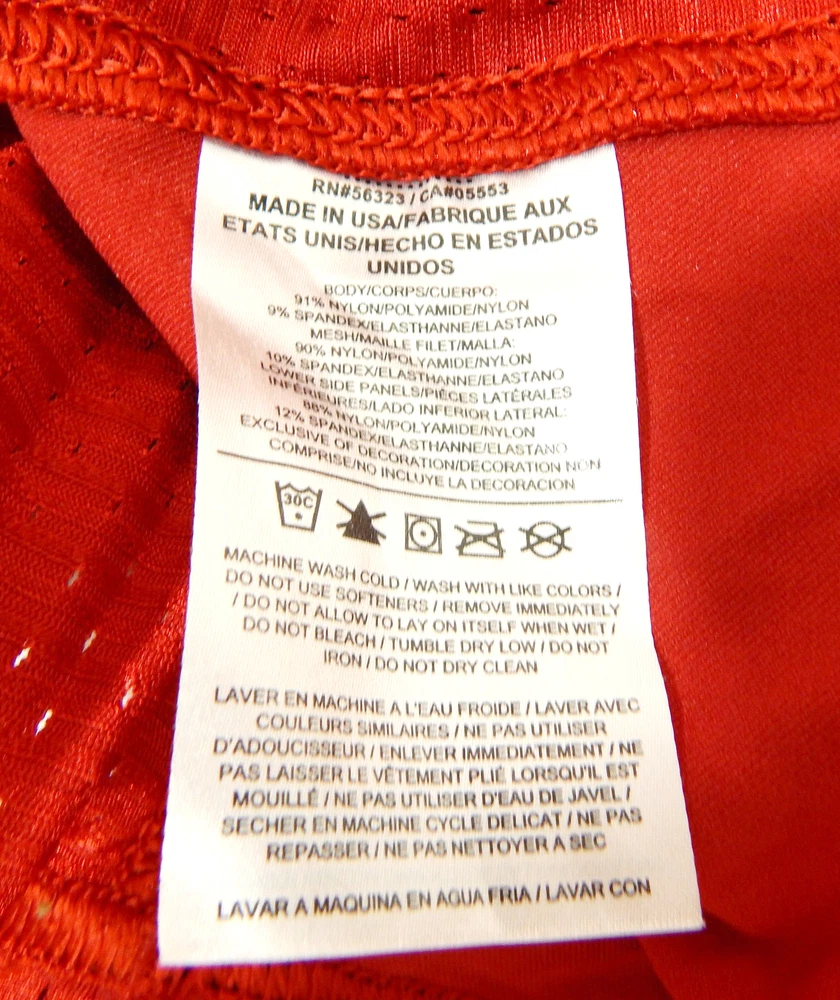 RN#56323 / CA#05553
MADE IN USA/FABRIQUE AUX
ETATS UNIS/HECHO EN ESTADOS
UNIDOS
BODY/CORPS/CUERPO:
91% NYLON/POLYAMIDE/NYLON
9% SPANDEX/ELASTHANNE/ELASTANO
MESH/MAILLE FILET/MALLA:
90% NYLON/POLYAMIDE/NYLON
10% SPANDEX/ELASTHANNE/ELASTANO
LOWER SIDE PANELS/PIÈCES LATÉRALES
INFÉRIEURES/LADO INFERIOR LATERAL:
88% NYLON/POLYAMIDE/NYLON
12% SPANDEX/ELASTHANNE/ELASTANO
EXCLUSIVE OF DECORATION/DECORATION NON
COMPRISE/NO INCLUYE LA DECORACION
30C
MACHINE WASH COLD / WASH WITH LIKE COLORS /
DO NOT USE SOFTENERS / REMOVE IMMEDIATELY
/ DO NOT ALLOW TO LAY ON ITSELF WHEN WET /
DO NOT BLEACH / TUMBLE DRY LOW / DO NOT
IRON / DO NOT DRY CLEAN
LAVER EN MACHINE A L'EAU FROIDE / LAVER AVEC
COULEURS SIMILAIRES / NE PAS UTILISER
D'ADOUCISSEUR / ENLEVER IMMEDIATEMENT / NE
PAS LAISSER LE VÊTEMENT PLIÉ LORSQU'IL EST
MOUILLÉ / NE PAS UTILISER D'EAU DE JAVEL /
SECHER EN MACHINE CYCLE DELICAT / NE PAS
REPASSER / NE PAS NETTOYER A SEC
LAVAR A MAQUINA EN AGUA FRIA / LAVAR CON